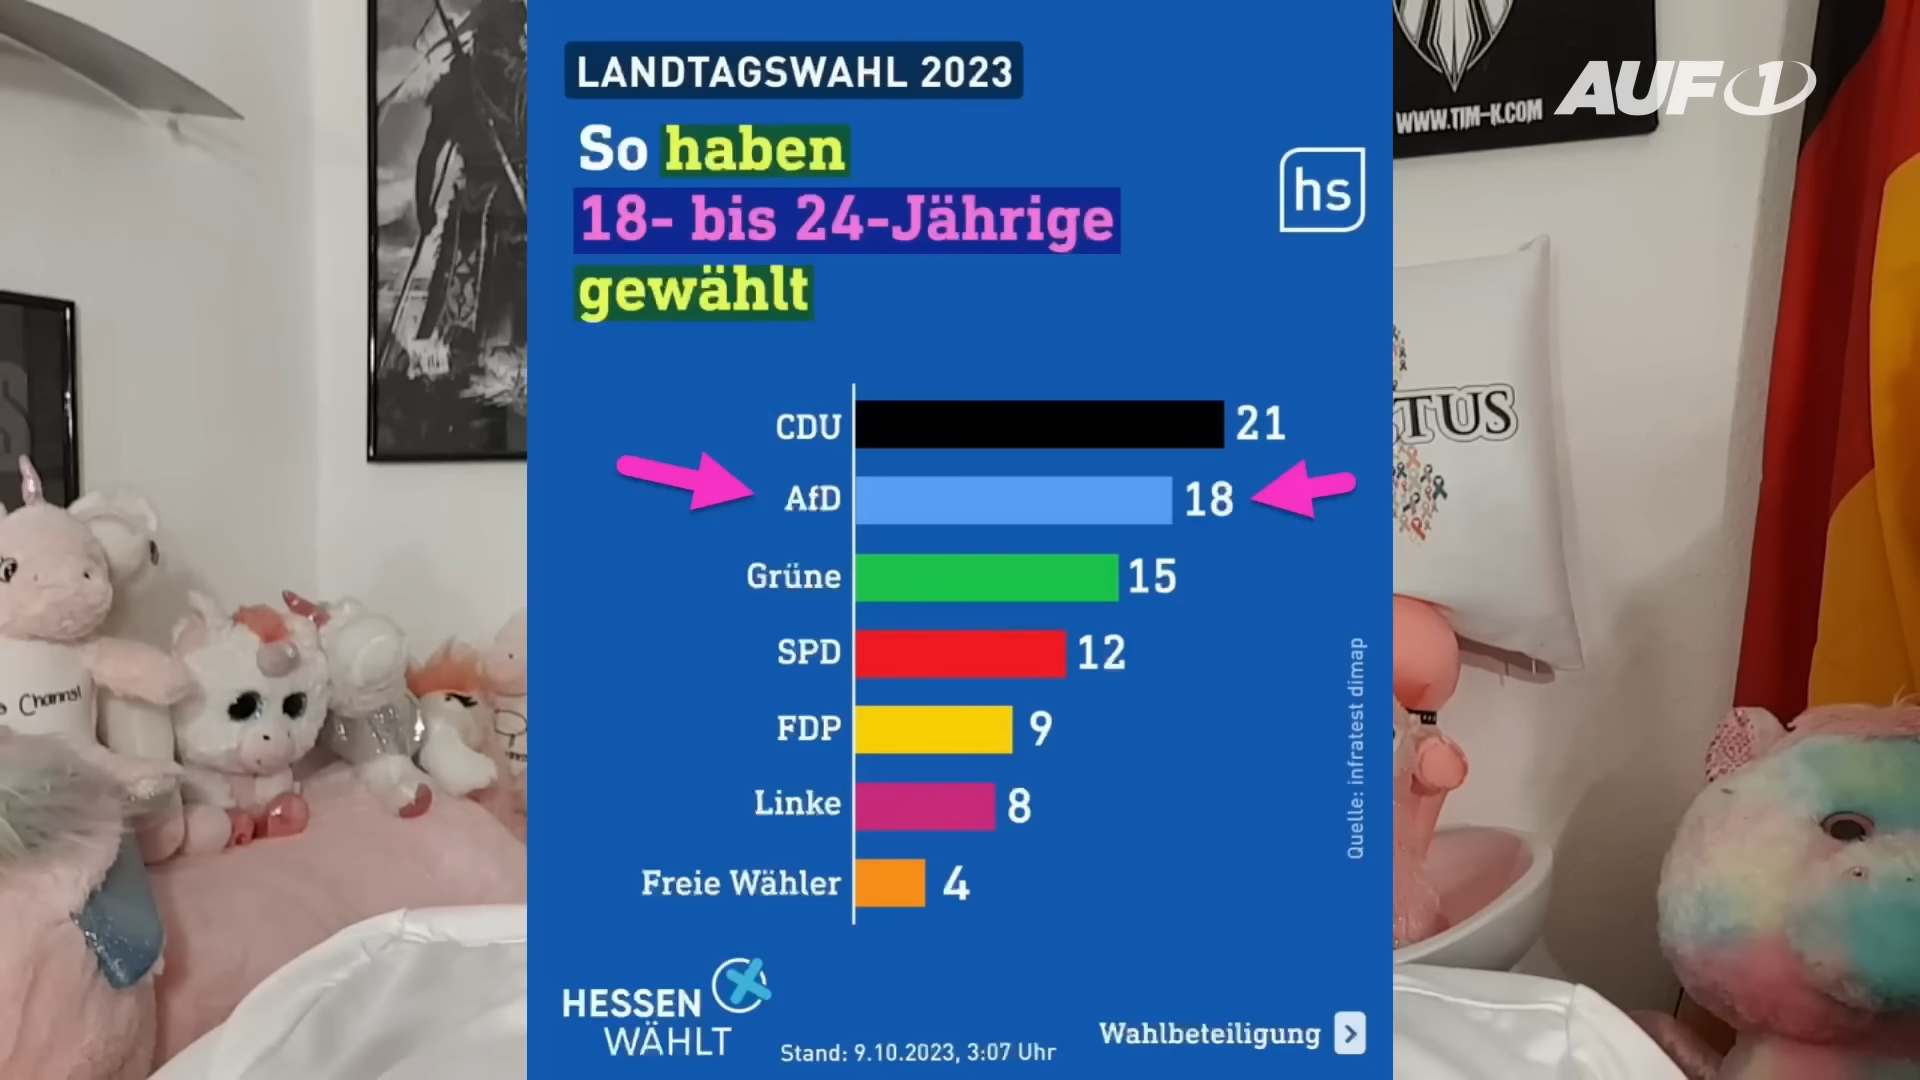 LANDTAGSWAHL 2023
So haben
18- bis 24-Jährige
gewählt
hs
AUF1
WWW.TIM-K.COM
CDU 21
AfD 18
Grüne 15
SPD 12
FDP 9
Linke 8
Freie Wähler 4
Quelle: infratest dimap
HESSEN
WÄHLT
Stand: 9.10.2023, 3:07 Uhr
Wahlbeteiligung
TUS
Channel